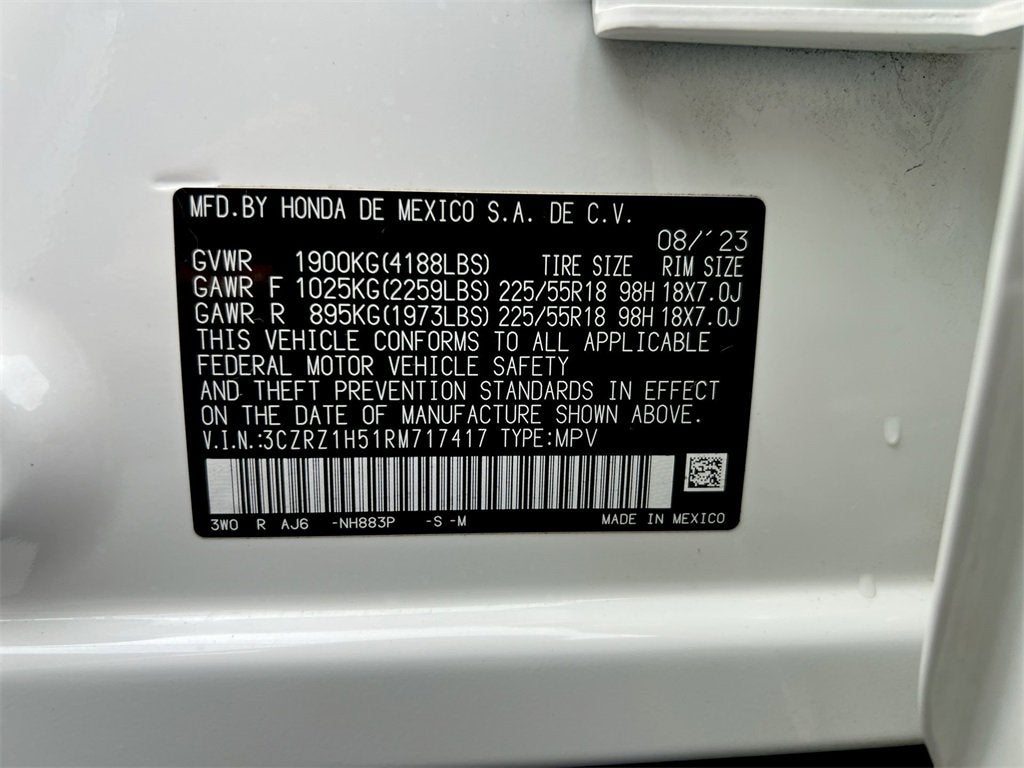 MFD.BY HONDA DE MEXICO S.A. DE C.V.
08/'23
GVWR 1900KG(4188LBS) TIRE SIZE RIM SIZE
GAWR F 1025KG(2259LBS) 225/55R18 98H 18X7.0J
GAWR R 895KG(1973LBS) 225/55R18 98H 18X7.0J
THIS VEHICLE CONFORMS TO ALL APPLICABLE
FEDERAL MOTOR VEHICLE SAFETY
AND THEFT PREVENTION STANDARDS IN EFFECT
ON THE DATE OF MANUFACTURE SHOWN ABOVE.
V.I.N.:3CZRZ1H51RM717417 TYPE:MPV
3W0 R AJ6 -NH883P -S -M MADE IN MEXICO